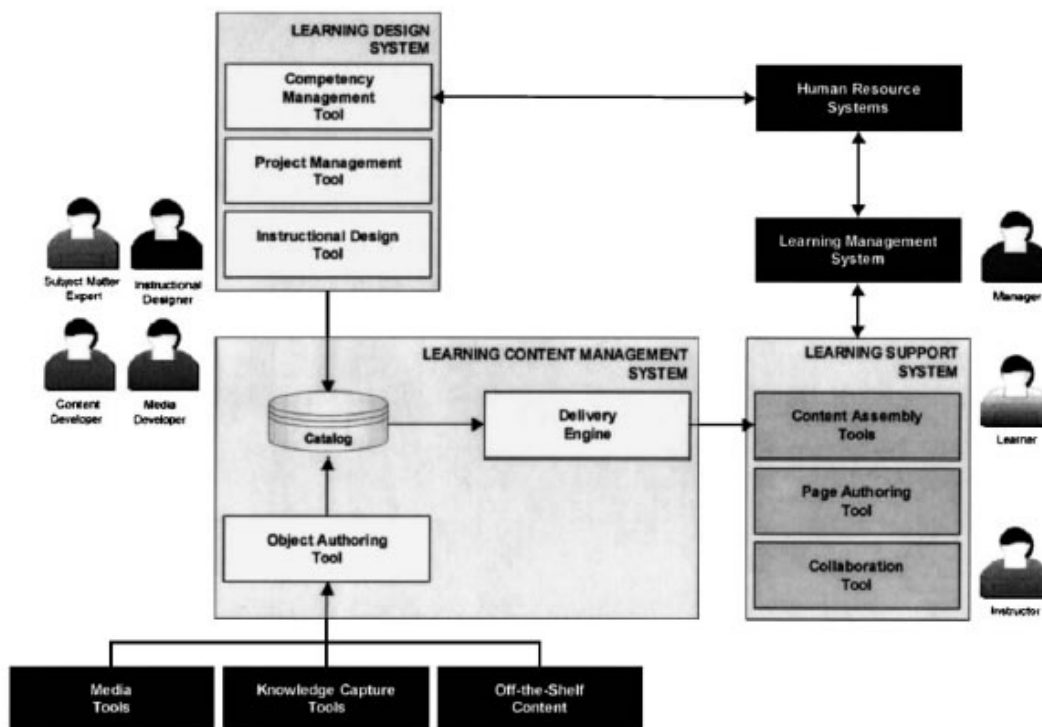 LEARNING DESIGN
SYSTEM
Competency
Management
Tool
Project Management
Tool
Instructional Design
Tool
Human Resource
Systems
Learning Management
System
Subject Matter
Expert
Instructional
Designer
Content
Developer
Media
Developer
Manager
LEARNING CONTENT MANAGEMENT
SYSTEM
Catalog
Delivery
Engine
Object Authoring
Tool
LEARNING SUPPORT
SYSTEM
Content Assembly
Tools
Page Authoring
Tool
Collaboration
Tool
Learner
Instructor
Media
Tools
Knowledge Capture
Tools
Off-the-Shelf
Content